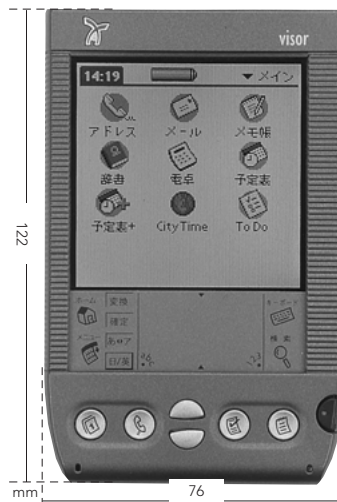 visor
14:19 ▼メイン
アドレス メール メモ帳
辞書 電卓 予定表
予定表+ CityTime To Do
ホーム 変換 キーボード
確定
メニュー あ⇔ア 検索
日/英 abc 123
122
mm 76